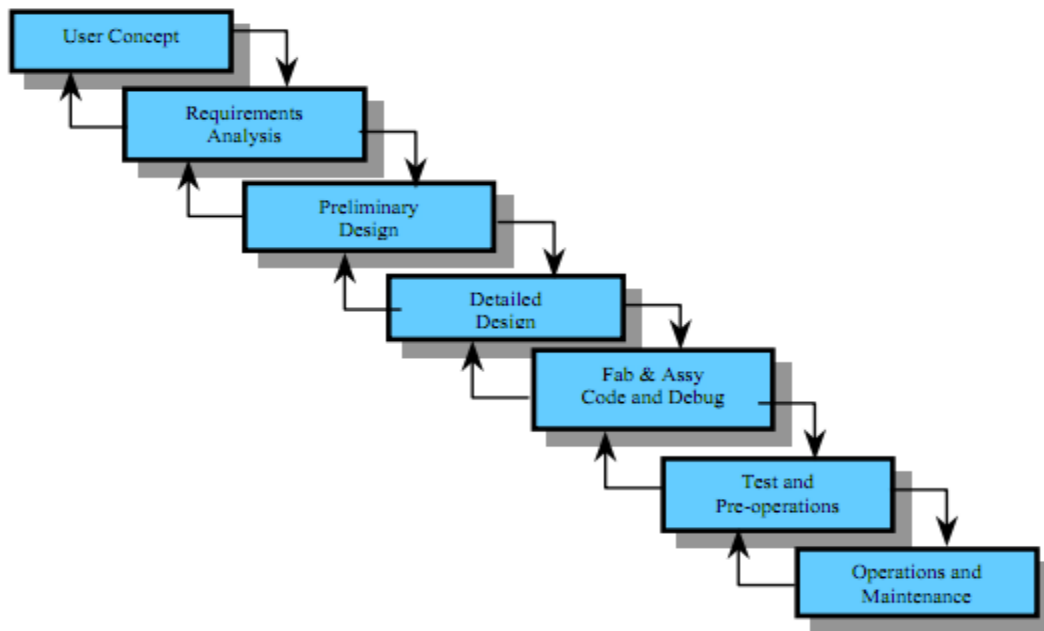 User Concept
Requirements
Analysis
Preliminary
Design
Detailed
Design
Fab & Assy
Code and Debug
Test and
Pre-operations
Operations and
Maintenance